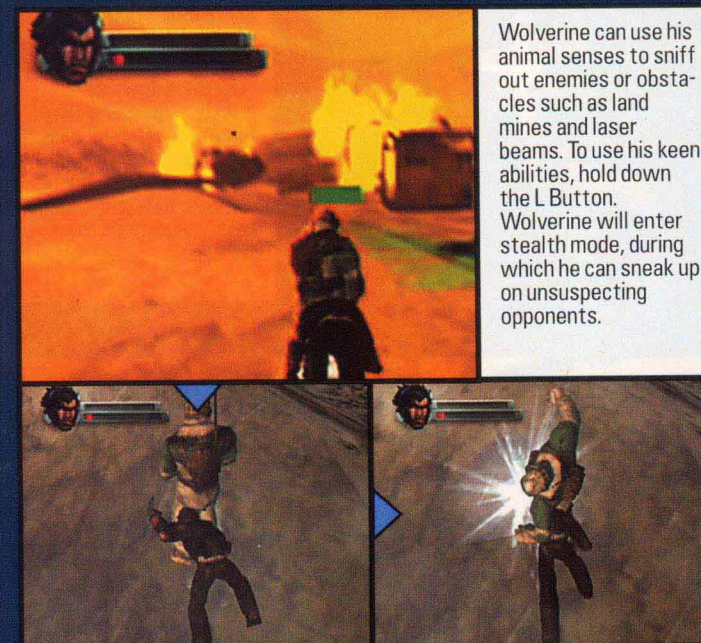 Wolverine can use his
animal senses to sniff
out enemies or obsta-
cles such as land
mines and laser
beams. To use his keen
abilities, hold down
the L Button.
Wolverine will enter
stealth mode, during
which he can sneak up
on unsuspecting
opponents.